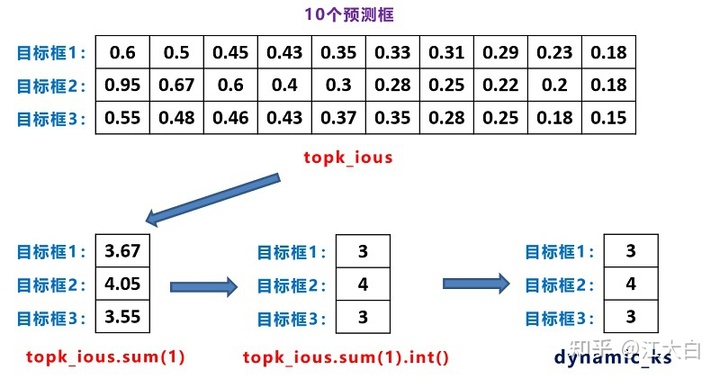 10个预测框
目标框1: 0.6 0.5 0.45 0.43 0.35 0.33 0.31 0.29 0.23 0.18
目标框2: 0.95 0.67 0.6 0.4 0.3 0.28 0.25 0.22 0.2 0.18
目标框3: 0.55 0.48 0.46 0.43 0.37 0.35 0.28 0.25 0.18 0.15
topk_ious
目标框1: 3.67 目标框1: 3 目标框1: 3
目标框2: 4.05 目标框2: 4 目标框2: 4
目标框3: 3.55 目标框3: 3 目标框3: 3
topk_ious.sum(1) topk_ious.sum(1).int() dynamic_ks
知乎 @江大白